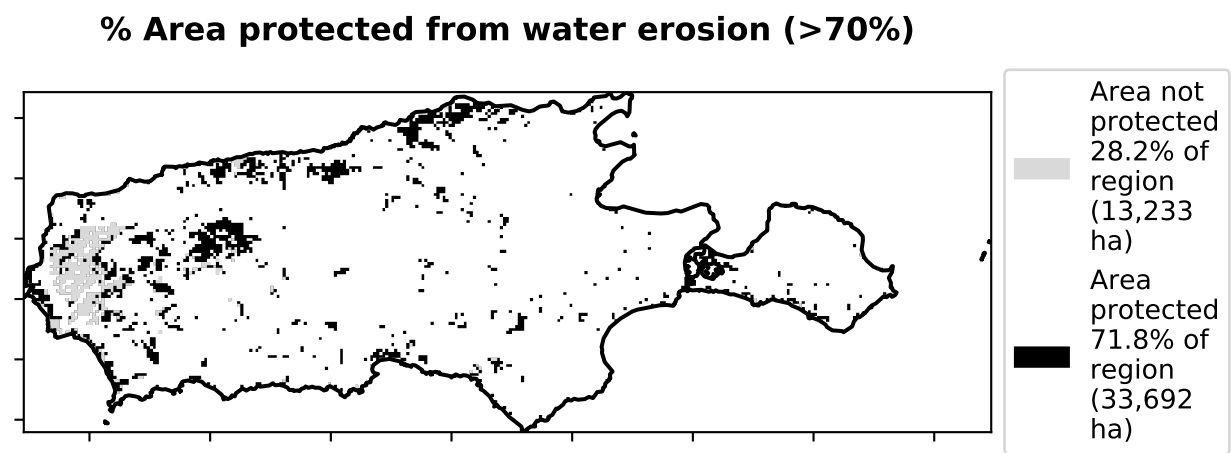 % Area protected from water erosion (>70%)
Area not
protected
28.2% of
region
(13,233
ha)
Area
protected
71.8% of
region
(33,692
ha)